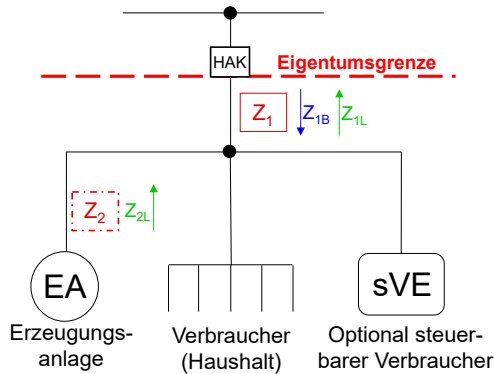 HAK
Eigentumsgrenze
Z1
Z1B
Z1L
Z2
Z2L
EA
sVE
Erzeugungs-
anlage
Verbraucher
(Haushalt)
Optional steuer-
barer Verbraucher